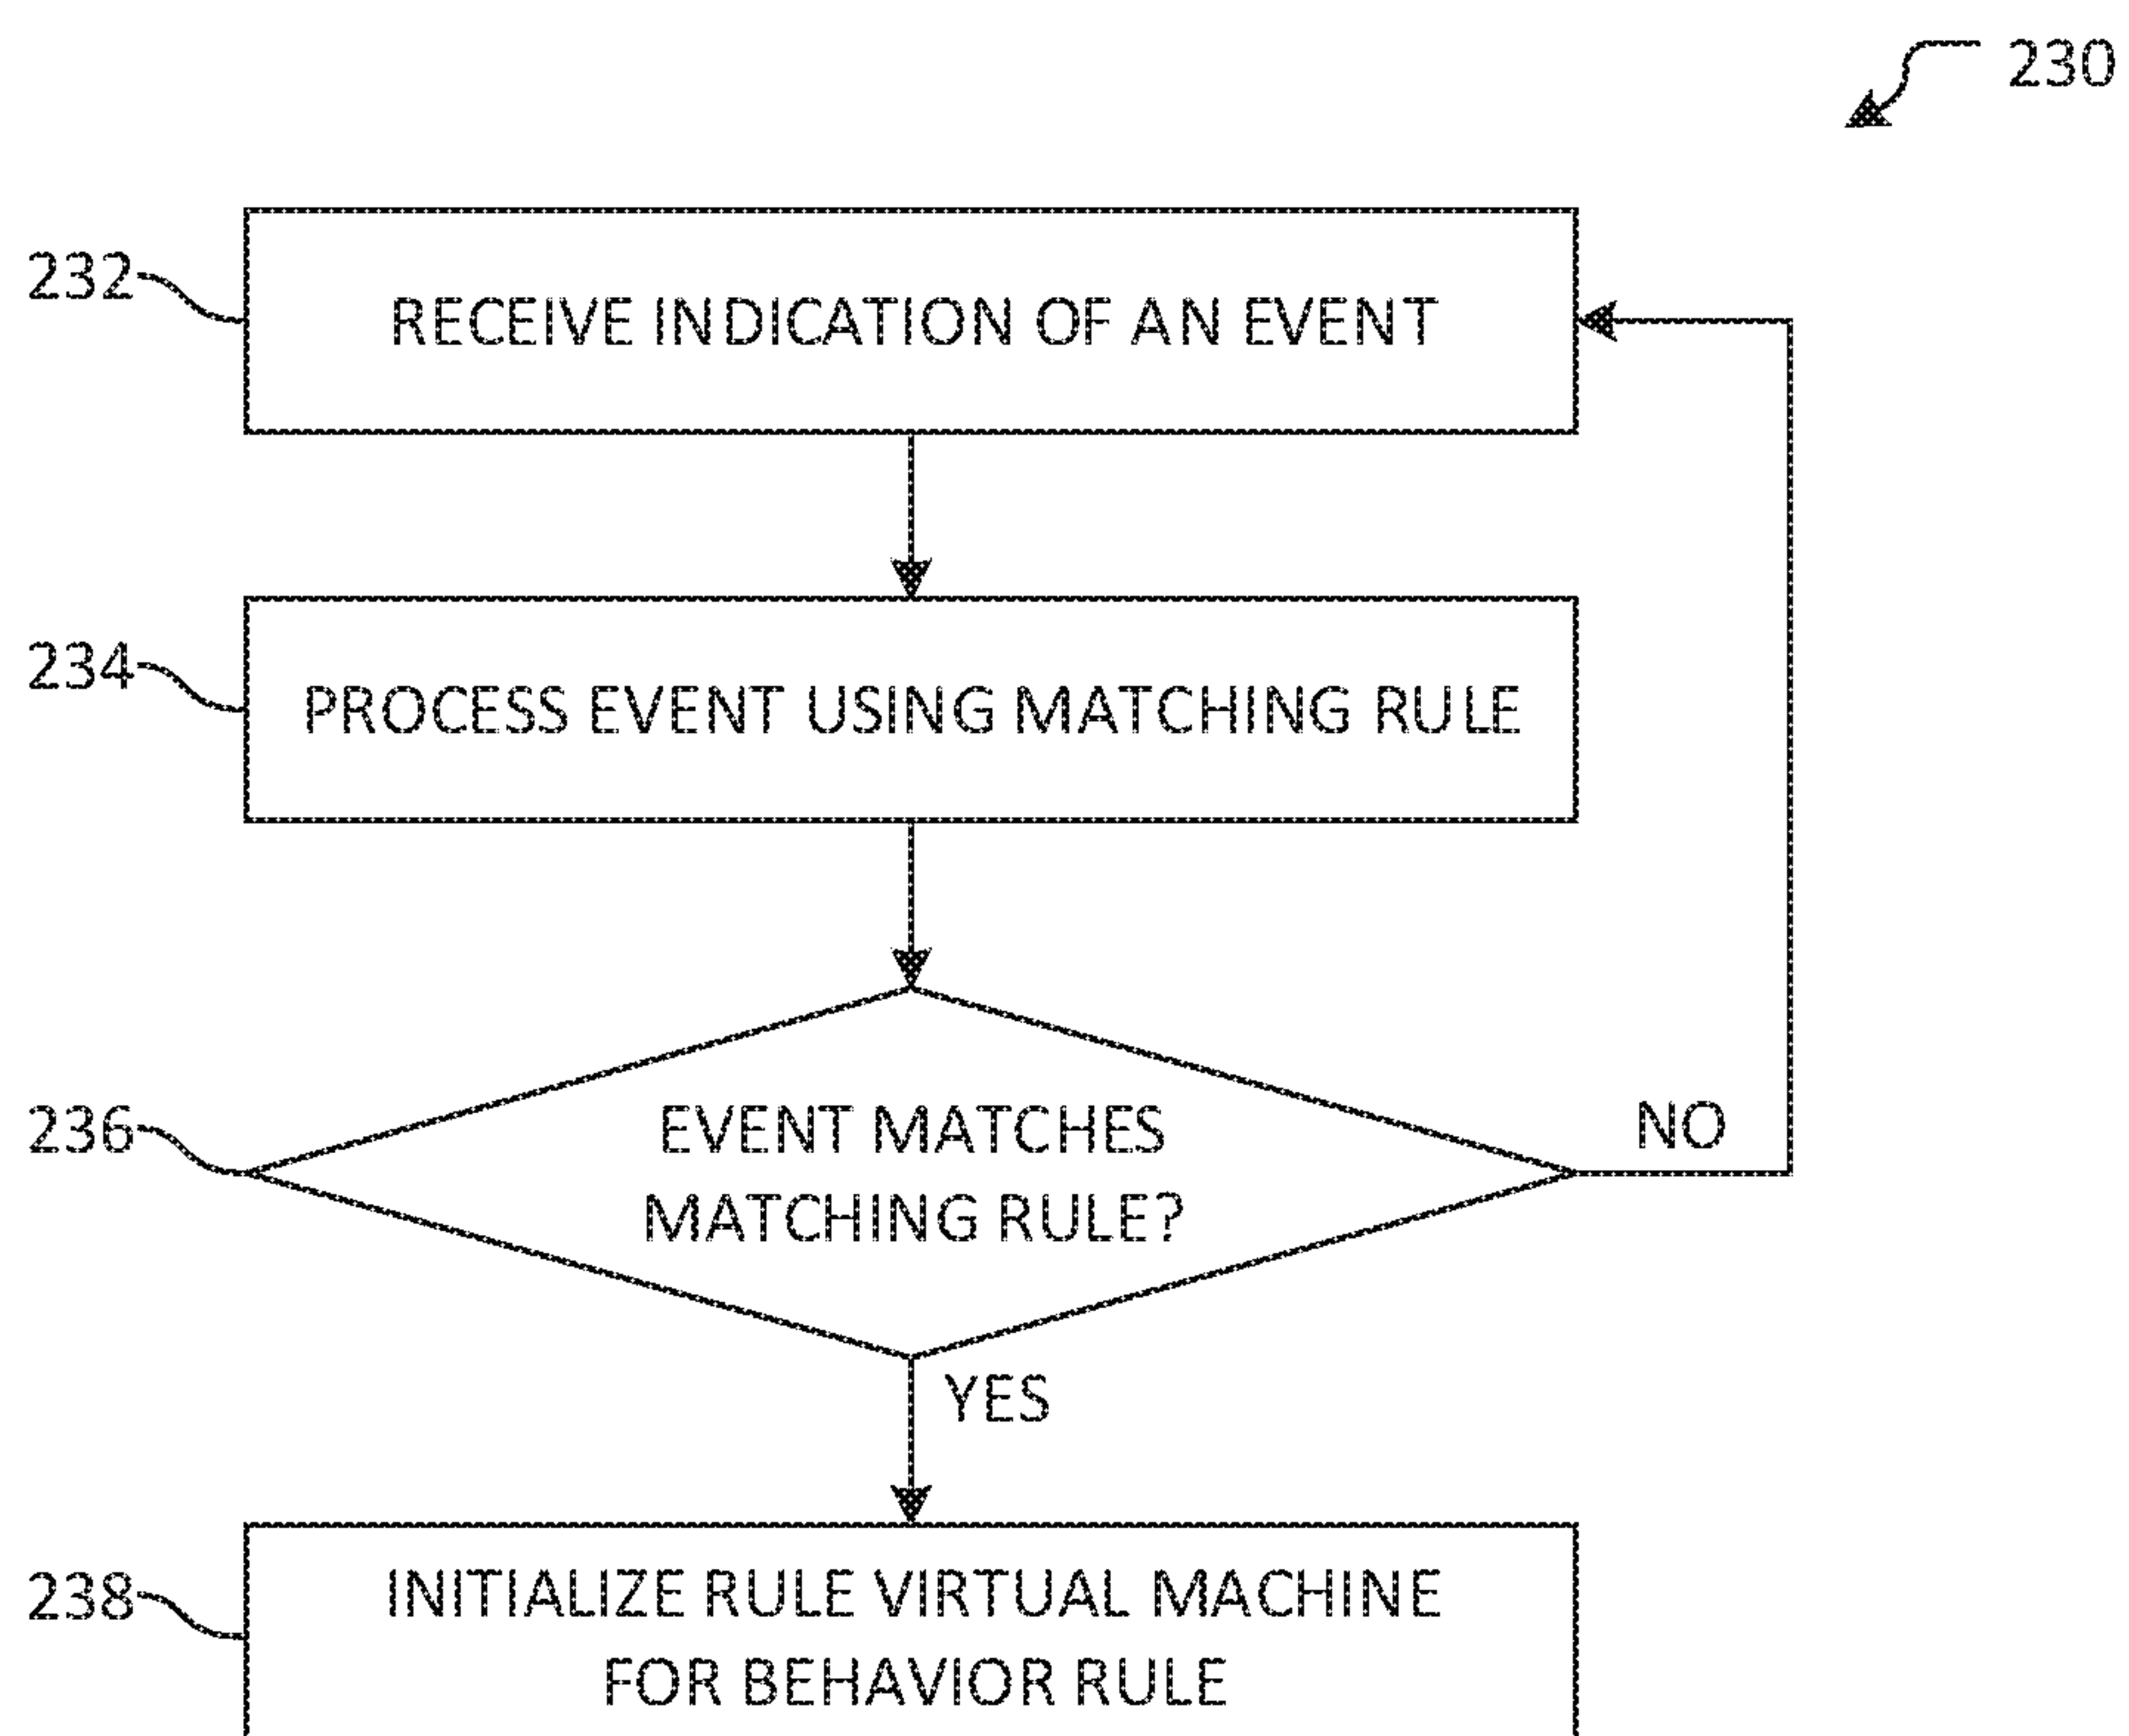 230
232
RECEIVE INDICATION OF AN EVENT
234
PROCESS EVENT USING MATCHING RULE
236
EVENT MATCHES
MATCHING RULE?
NO
YES
238
INITIALIZE RULE VIRTUAL MACHINE
FOR BEHAVIOR RULE